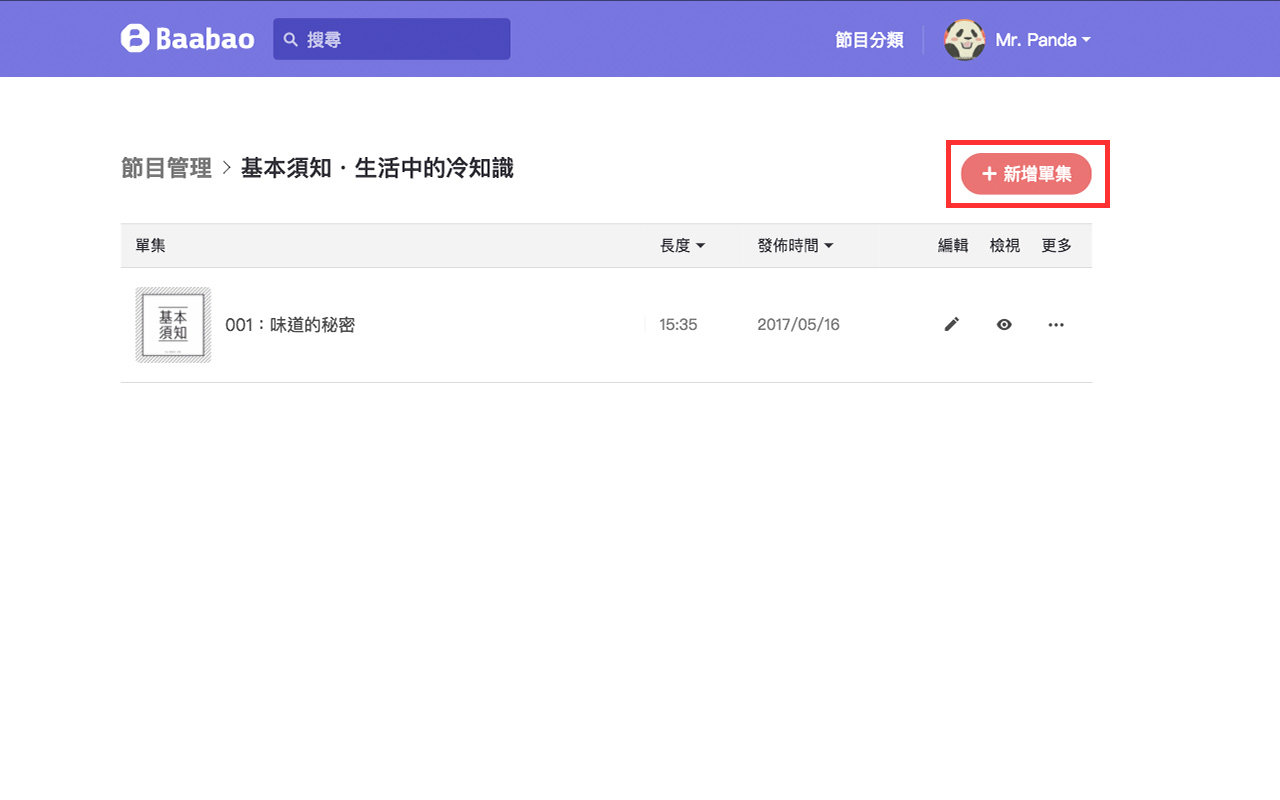 Baabao
搜尋
節目分類
Mr. Panda
節目管理 > 基本須知・生活中的冷知識
+ 新增單集
單集 長度 發佈時間 編輯 檢視 更多
基本
須知
001：味道的秘密 15:35 2017/05/16